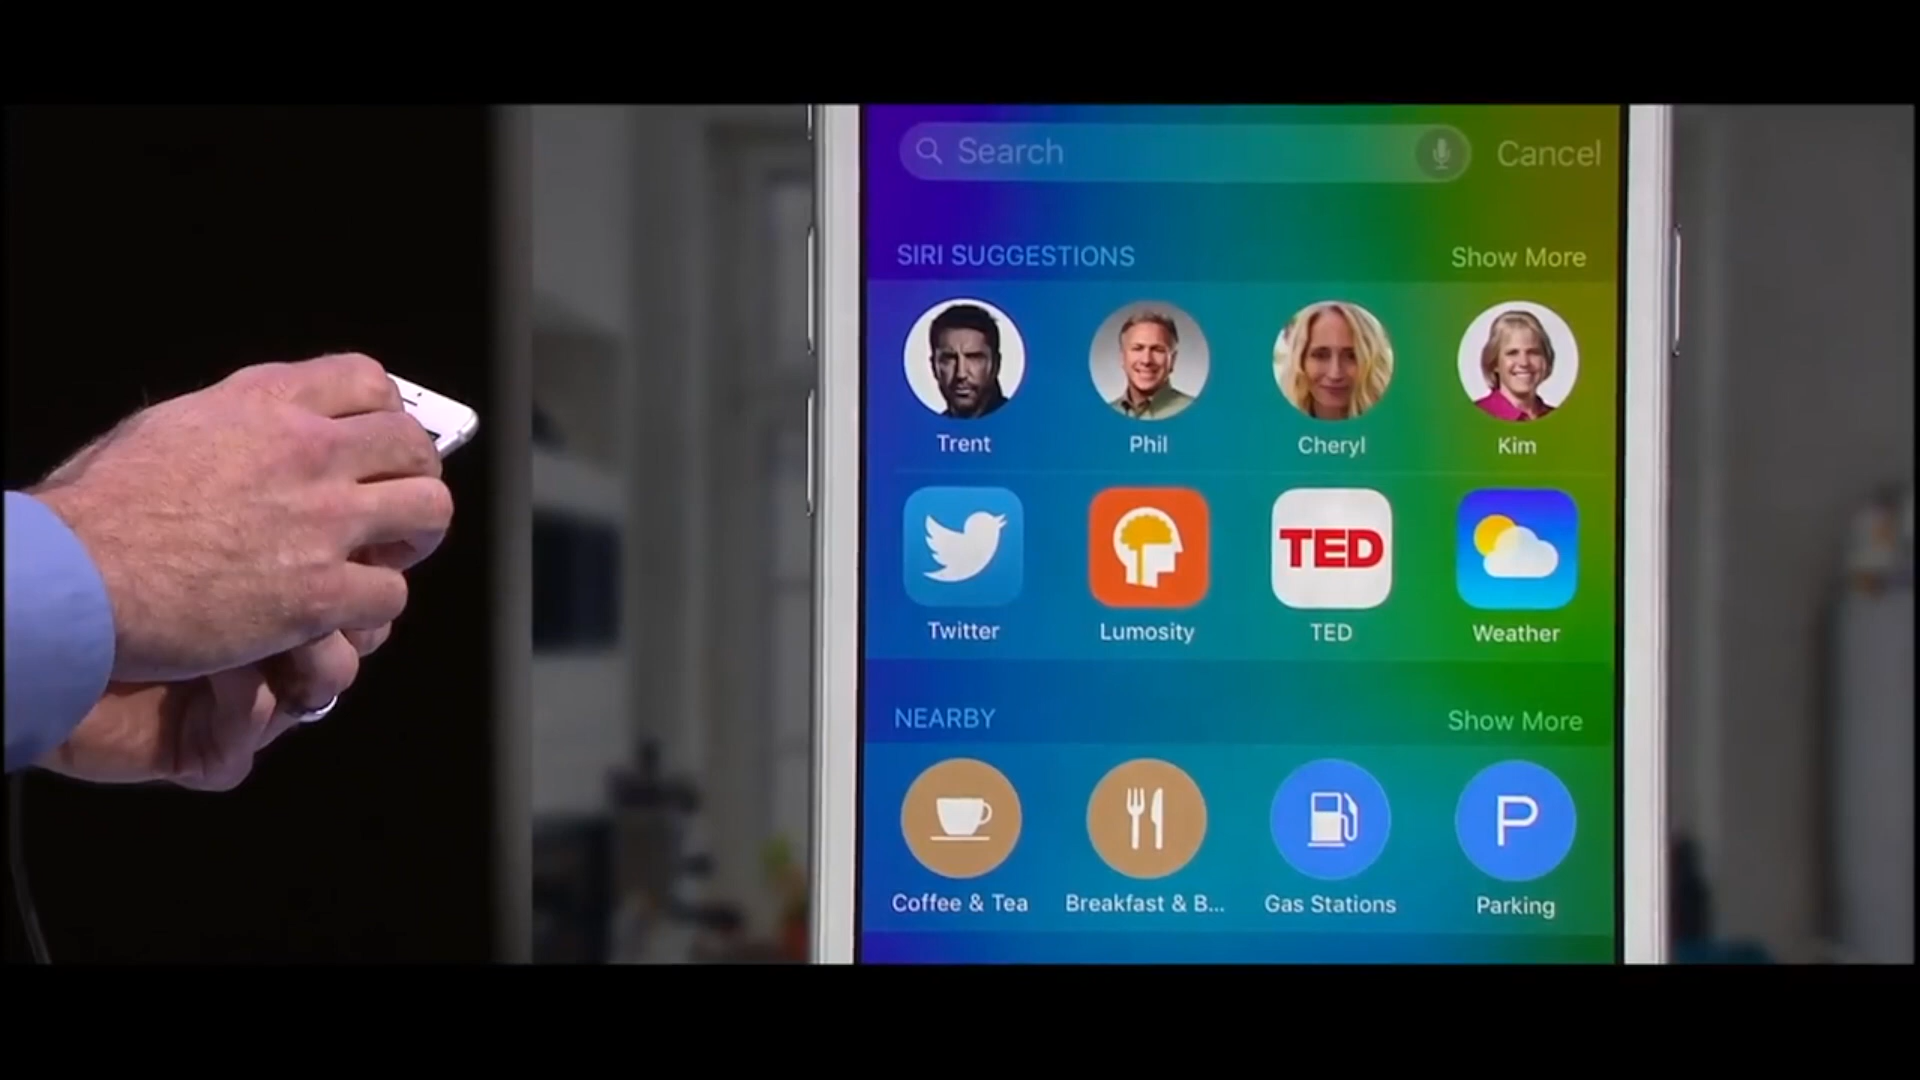 Search Cancel
SIRI SUGGESTIONS Show More
Trent Phil Cheryl Kim
TED
Twitter Lumosity TED Weather
NEARBY Show More
P
Coffee & Tea Breakfast & B... Gas Stations Parking